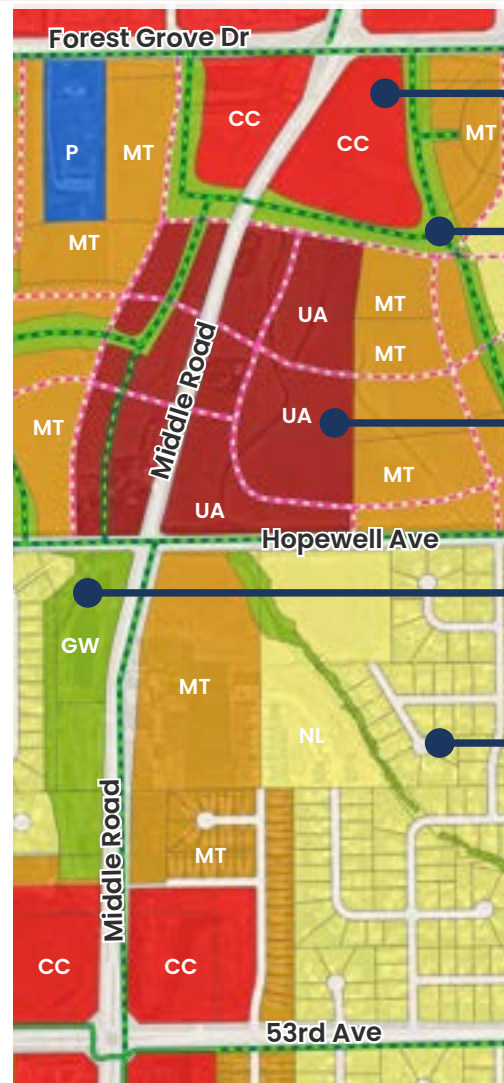 Forest Grove Dr
CC
MT
CC
P
MT
MT
MT
UA
MT
Middle Road
UA
MT
MT
UA
Hopewell Ave
GW
MT
NL
Middle Road
MT
CC
CC
53rd Ave